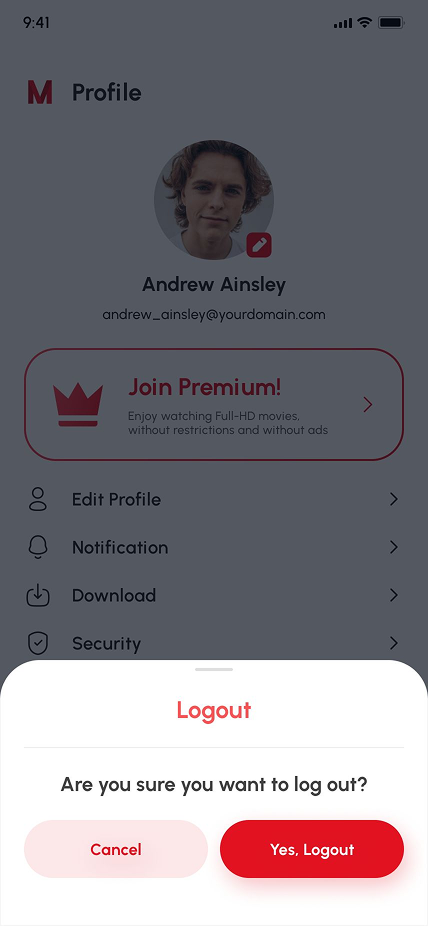 9:41
M Profile
Andrew Ainsley
andrew_ainsley@yourdomain.com
Join Premium!
Enjoy watching Full-HD movies,
without restrictions and without ads
Edit Profile
Notification
Download
Security
Logout
Are you sure you want to log out?
Cancel
Yes, Logout